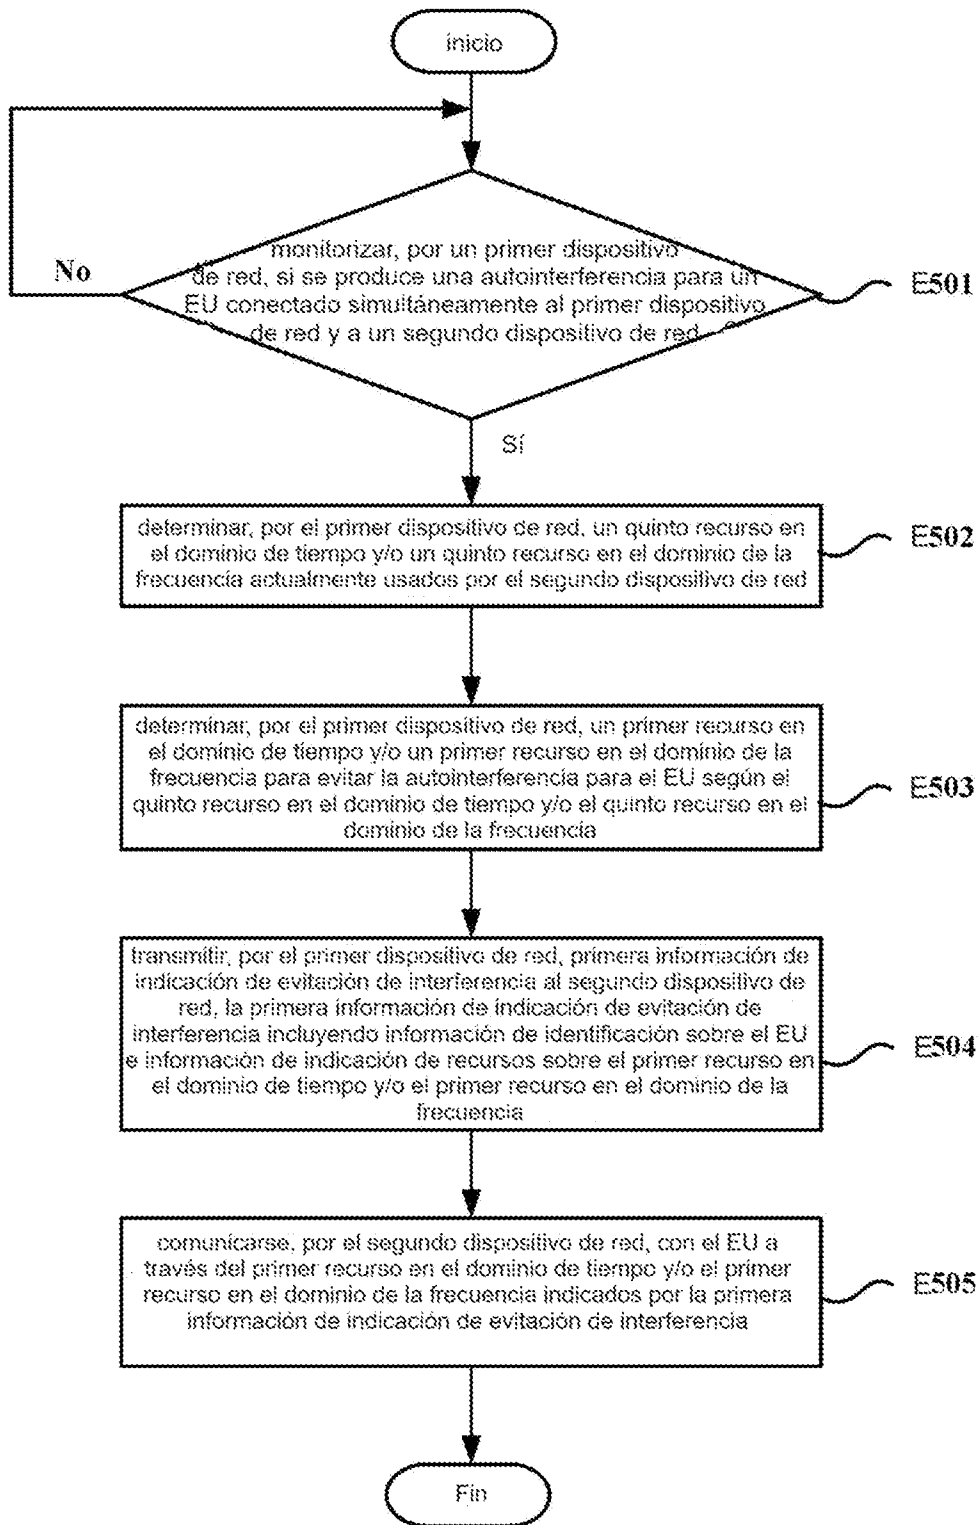 inicio
monitorizar, por un primer dispositivo
de red, si se produce una autointerferencia para un
EU conectado simultáneamente al primer dispositivo
de red y a un segundo dispositivo de red
No
E501
Sí
determinar, por el primer dispositivo de red, un quinto recurso en
el dominio de tiempo y/o un quinto recurso en el dominio de la
frecuencia actualmente usados por el segundo dispositivo de red
E502
determinar, por el primer dispositivo de red, un primer recurso en
el dominio de tiempo y/o un primer recurso en el dominio de la
frecuencia para evitar la autointerferencia para el EU según el
quinto recurso en el dominio de tiempo y/o el quinto recurso en el
dominio de la frecuencia
E503
transmitir, por el primer dispositivo de red, primera información de
indicación de evitación de interferencia al segundo dispositivo de
red, la primera información de indicación de evitación de
interferencia incluyendo información de identificación sobre el EU
e información de indicación de recursos sobre el primer recurso en
el dominio de tiempo y/o el primer recurso en el dominio de la
frecuencia
E504
comunicarse, por el segundo dispositivo de red, con el EU a
través del primer recurso en el dominio de tiempo y/o el primer
recurso en el dominio de la frecuencia indicados por la primera
información de indicación de evitación de interferencia
E505
Fin